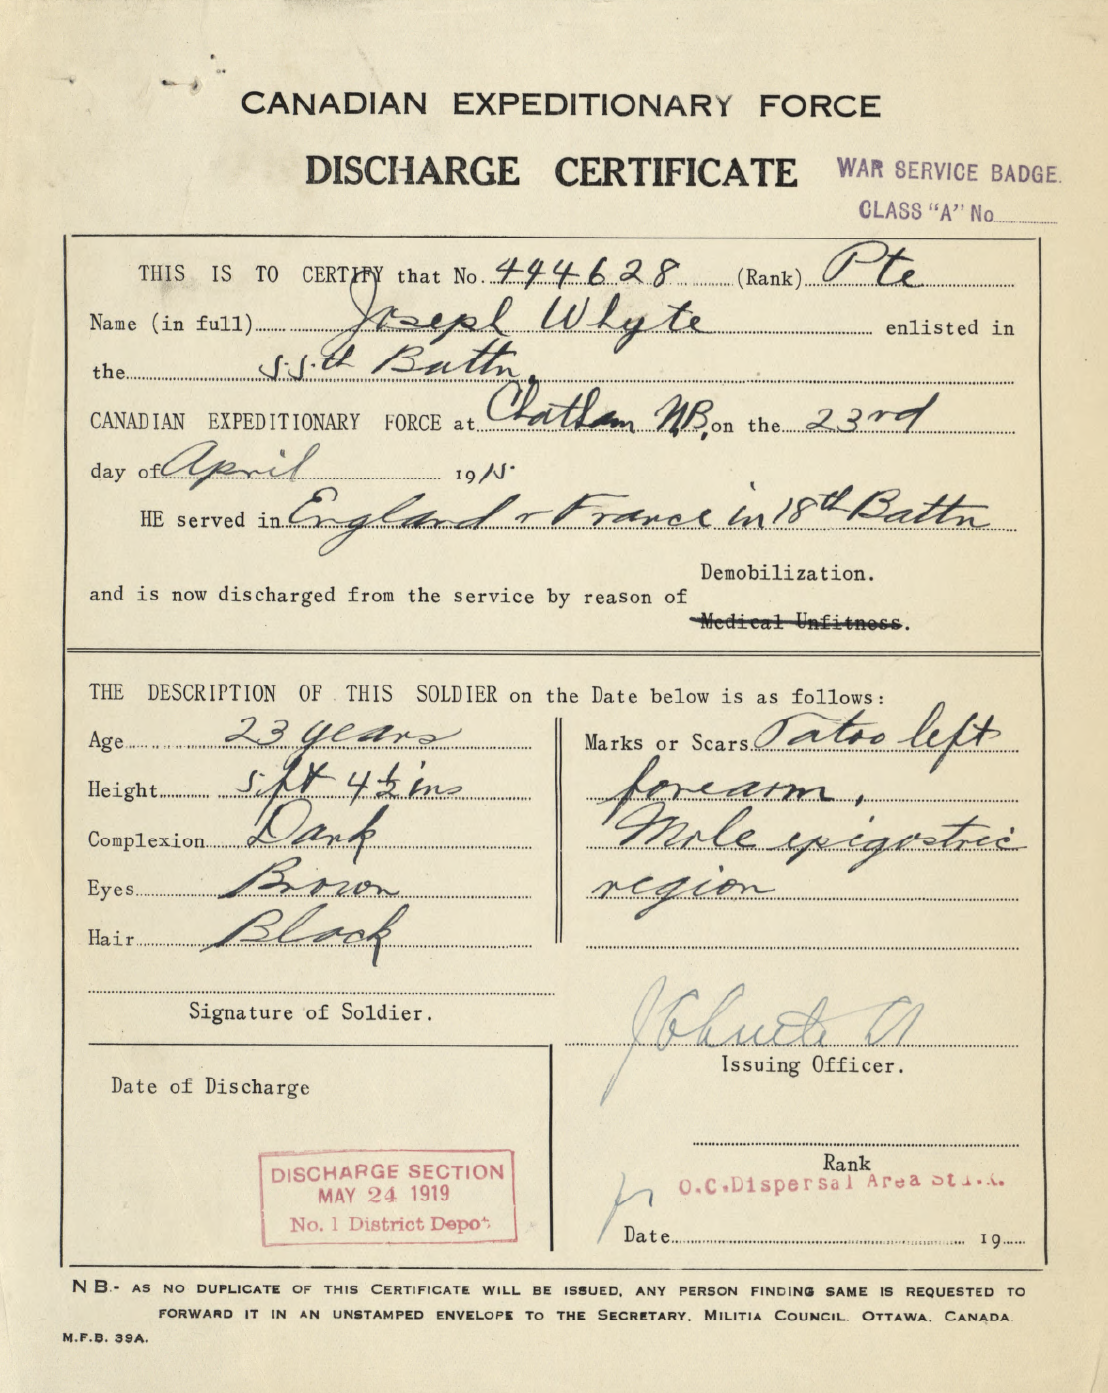 CANADIAN EXPEDITIONARY FORCE
DISCHARGE CERTIFICATE
WAR SERVICE BADGE.
CLASS "A" No
THIS IS TO CERTIFY that No. 444628 (Rank) Pte
Name (in full) Joseph Whyte enlisted in
the 55th Battn.
CANADIAN EXPEDITIONARY FORCE at Chatham N.B. on the 23rd
day of April 1915.
HE served in England & France in 18th Battn
Demobilization.
and is now discharged from the service by reason of
Medical Unfitness.
THE DESCRIPTION OF THIS SOLDIER on the Date below is as follows:
Age 23 years
Height 5 ft 4½ ins
Complexion Dark
Eyes Brown
Hair Black
Marks or Scars Tatoo left
forearm,
Mole epigostric
region
Signature of Soldier.
Issuing Officer.
Date of Discharge
DISCHARGE SECTION
MAY 24 1919
No. 1 District Depot
Rank
O.C. Dispersal Area
Date 19
NB.- AS NO DUPLICATE OF THIS CERTIFICATE WILL BE ISSUED, ANY PERSON FINDING SAME IS REQUESTED TO
FORWARD IT IN AN UNSTAMPED ENVELOPE TO THE SECRETARY, MILITIA COUNCIL. OTTAWA. CANADA.
M.F.B. 39A.